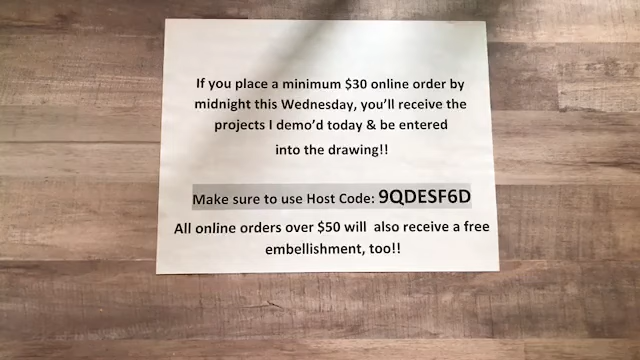 If you place a minimum $30 online order by
midnight this Wednesday, you'll receive the
projects I demo'd today & be entered
into the drawing!!
Make sure to use Host Code: 9QDESF6D
All online orders over $50 will also receive a free
embellishment, too!!